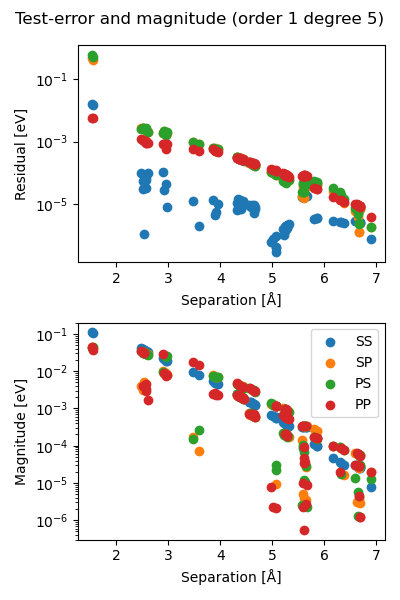 Test-error and magnitude (order 1 degree 5)
10⁻¹
10⁻³
10⁻⁵
Residual [eV]
2 3 4 5 6 7
Separation [Å]
10⁻¹
10⁻²
10⁻³
10⁻⁴
10⁻⁵
10⁻⁶
Magnitude [eV]
SS
SP
PS
PP
2 3 4 5 6 7
Separation [Å]